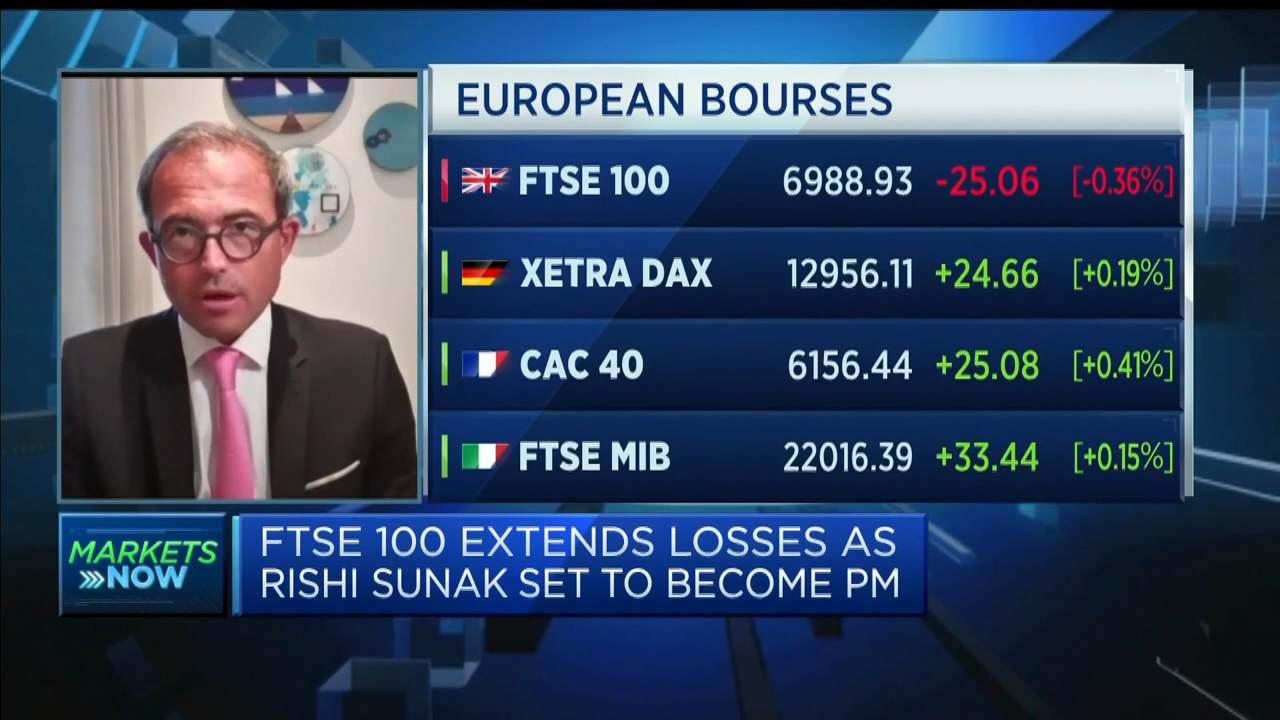 EUROPEAN BOURSES
FTSE 100 6988.93 -25.06 [-0.36%]
XETRA DAX 12956.11 +24.66 [+0.19%]
CAC 40 6156.44 +25.08 [+0.41%]
FTSE MIB 22016.39 +33.44 [+0.15%]
MARKETS
NOW
FTSE 100 EXTENDS LOSSES AS
RISHI SUNAK SET TO BECOME PM